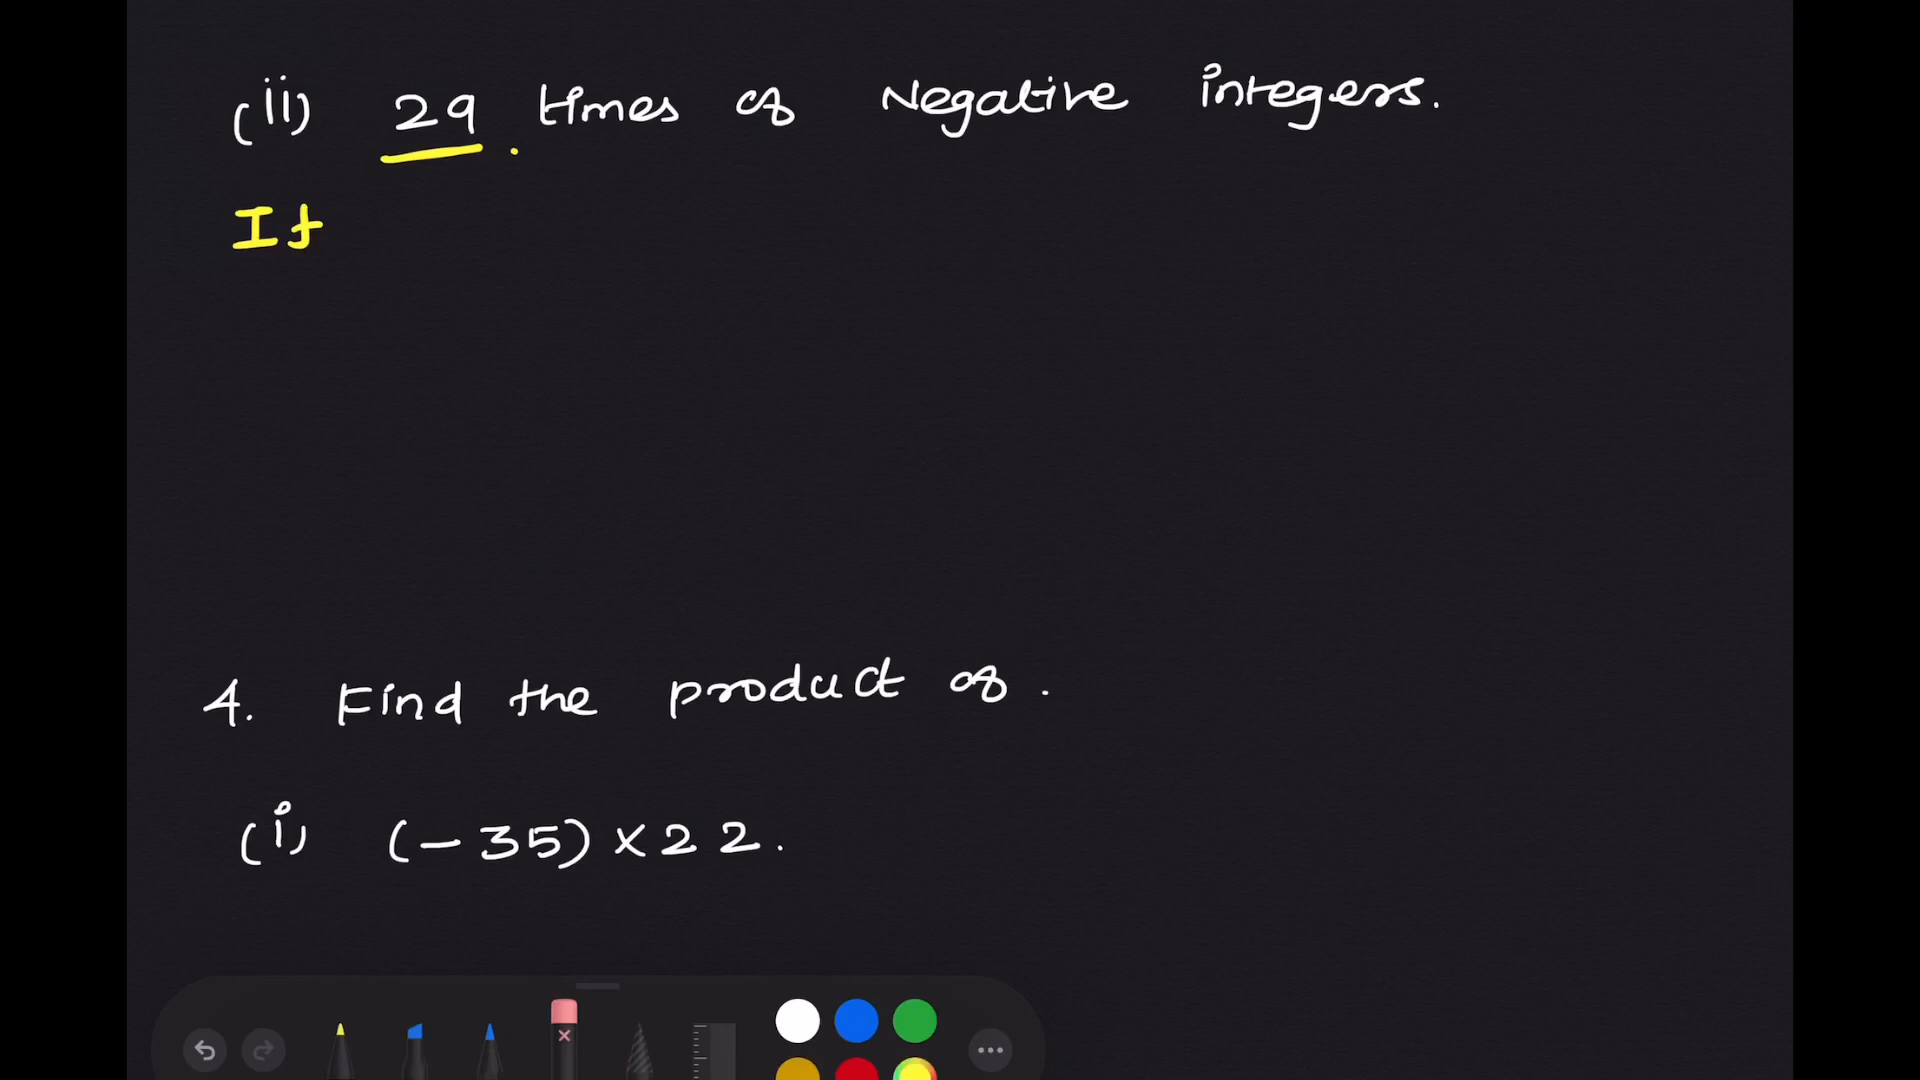 (ii) 29 times of Negative integers.
If
4. Find the product of.
(i) (-35) × 22.